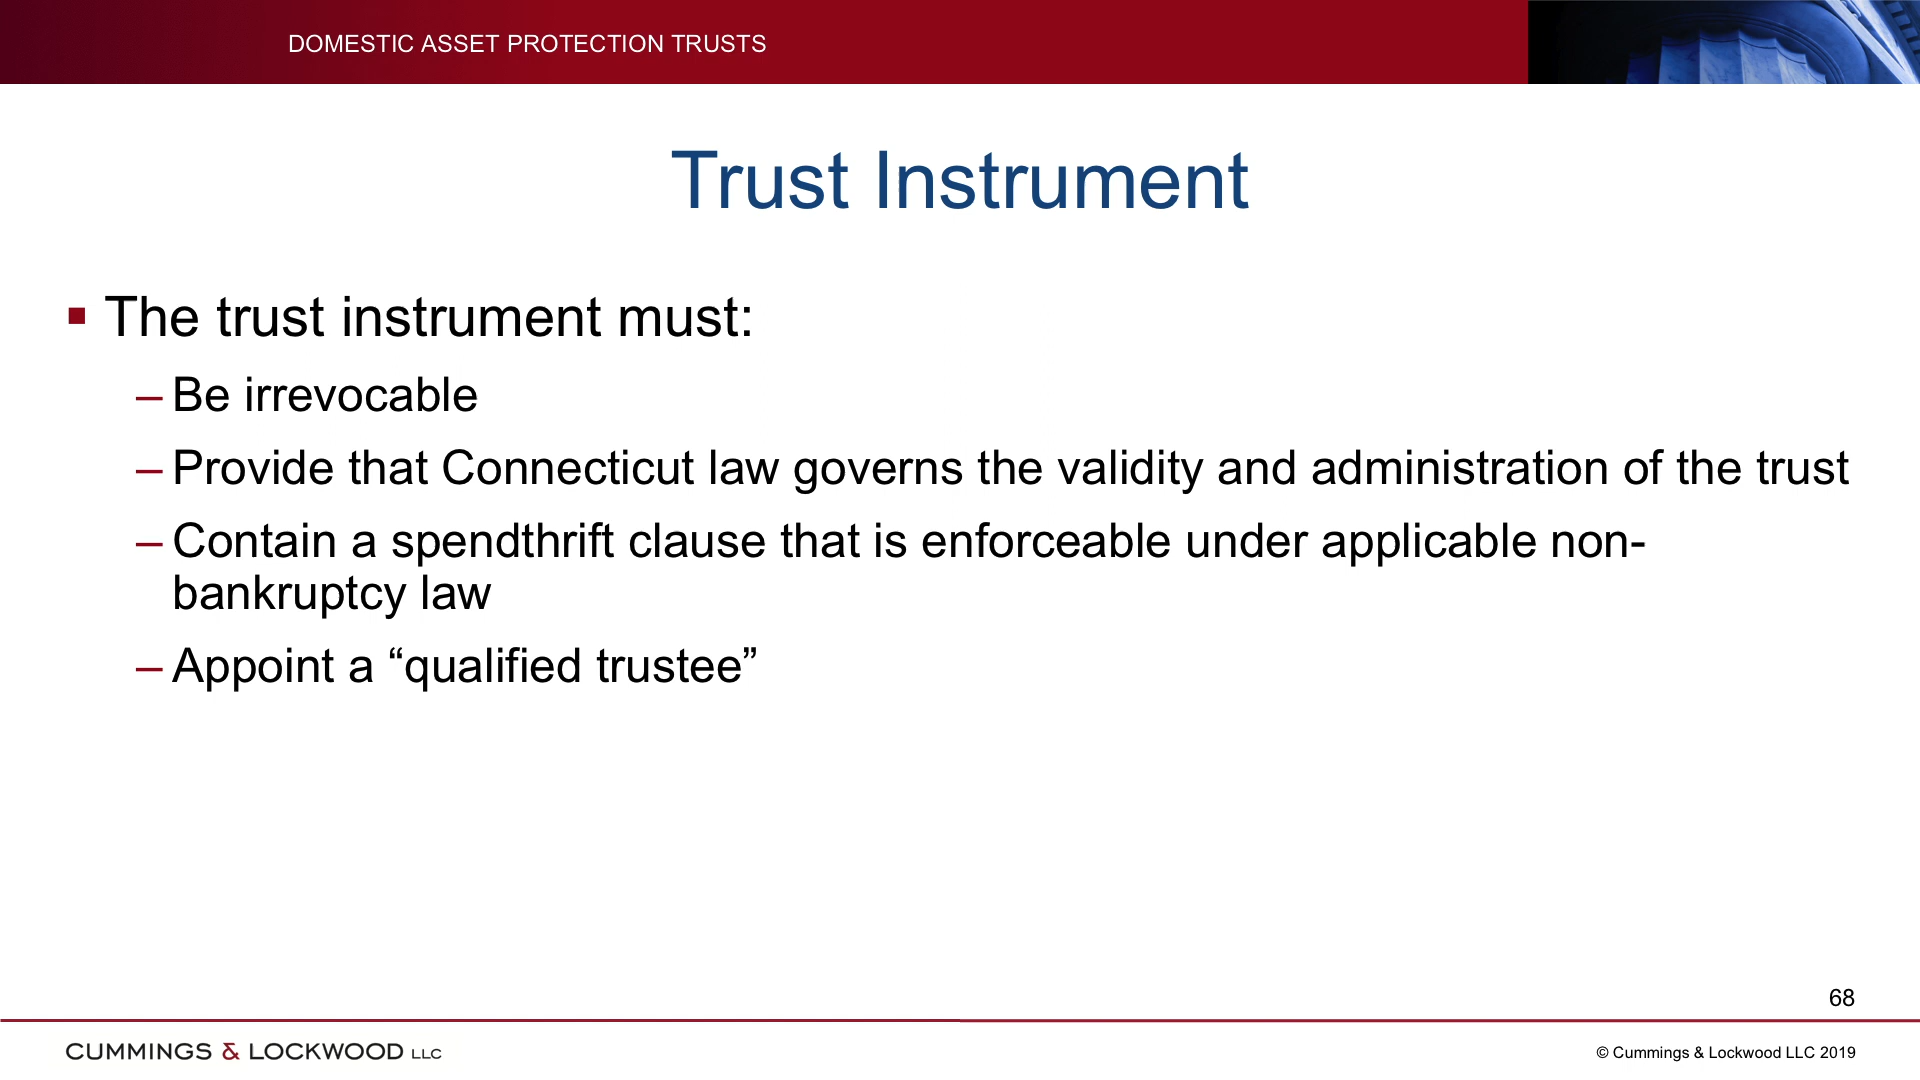 DOMESTIC ASSET PROTECTION TRUSTS
Trust Instrument
▪ The trust instrument must:
– Be irrevocable
– Provide that Connecticut law governs the validity and administration of the trust
– Contain a spendthrift clause that is enforceable under applicable non-
bankruptcy law
– Appoint a “qualified trustee”
68
CUMMINGS & LOCKWOOD LLC
© Cummings & Lockwood LLC 2019